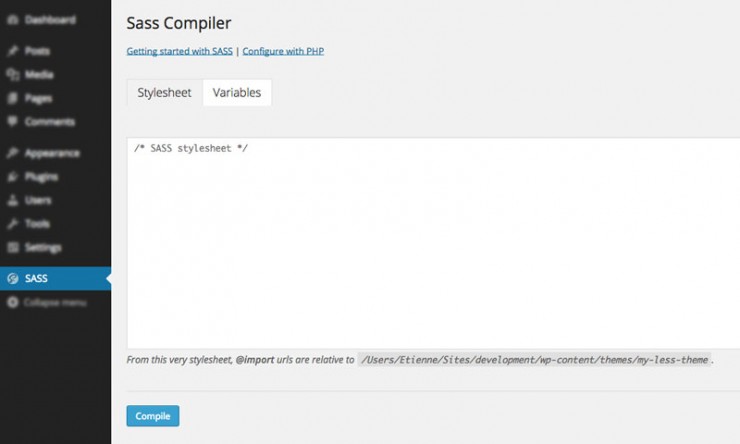 Dashboard
Posts
Media
Pages
Comments
Appearance
Plugins
Users
Tools
Settings
SASS
Collapse menu
Sass Compiler
Getting started with SASS | Configure with PHP
Stylesheet Variables
/* SASS stylesheet */
From this very stylesheet, @import urls are relative to /Users/Etienne/Sites/development/wp-content/themes/my-less-theme .
Compile